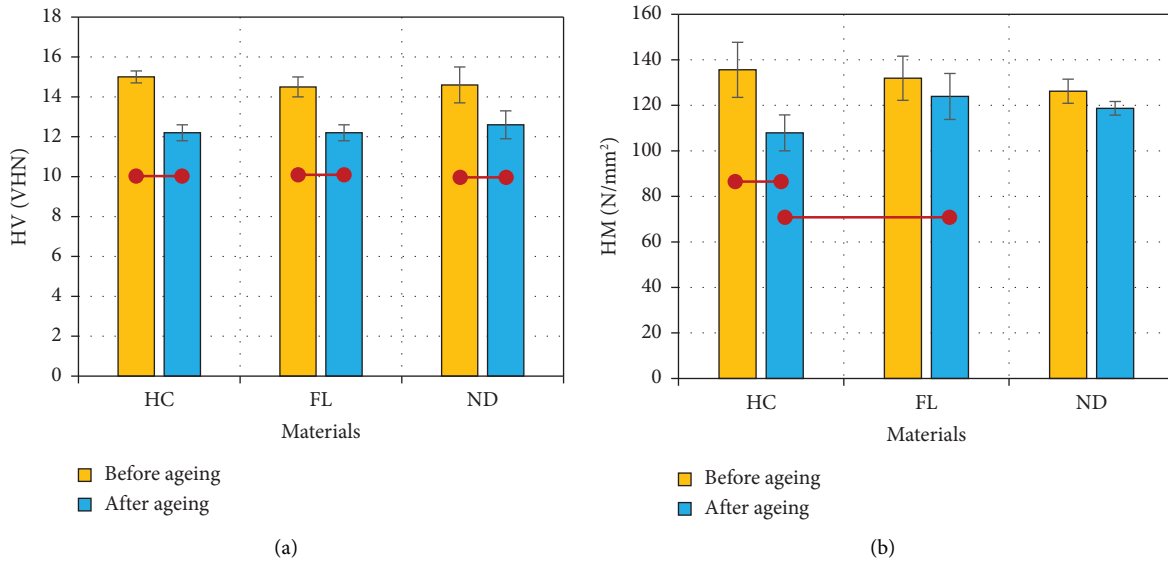 HV (VHN)
18
16
14
12
10
8
6
4
2
0
HC FL ND
Materials
Before ageing
After ageing
(a)
HM (N/mm²)
160
140
120
100
80
60
40
20
0
HC FL ND
Materials
Before ageing
After ageing
(b)